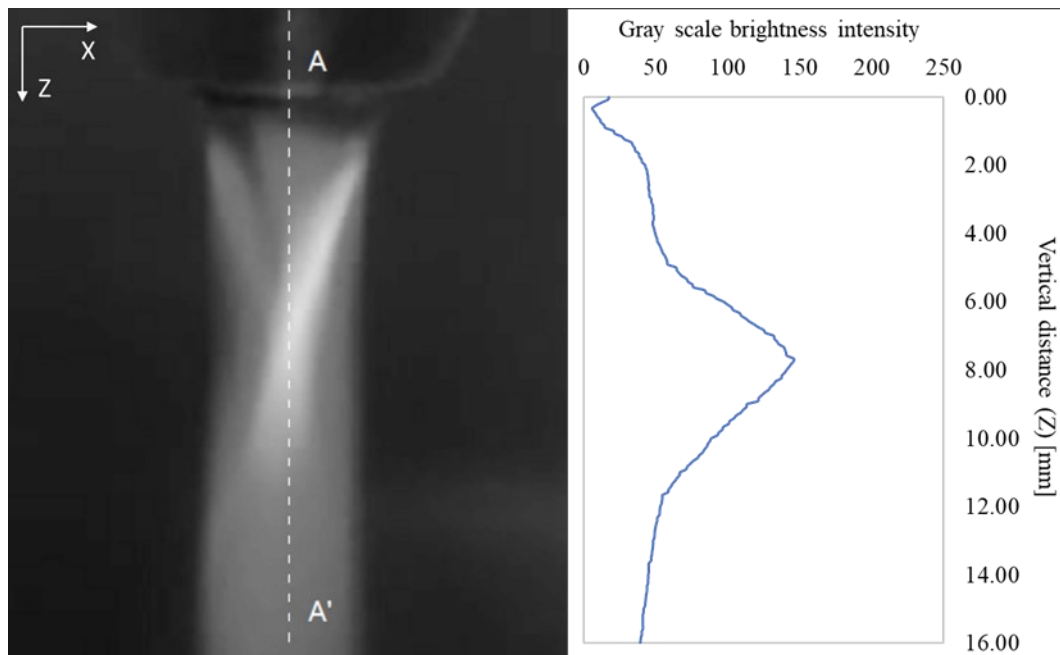 X
Z
A
A'
Gray scale brightness intensity
0 50 100 150 200 250
0.00
2.00
4.00
6.00
8.00
10.00
12.00
14.00
16.00
Vertical distance (Z) [mm]